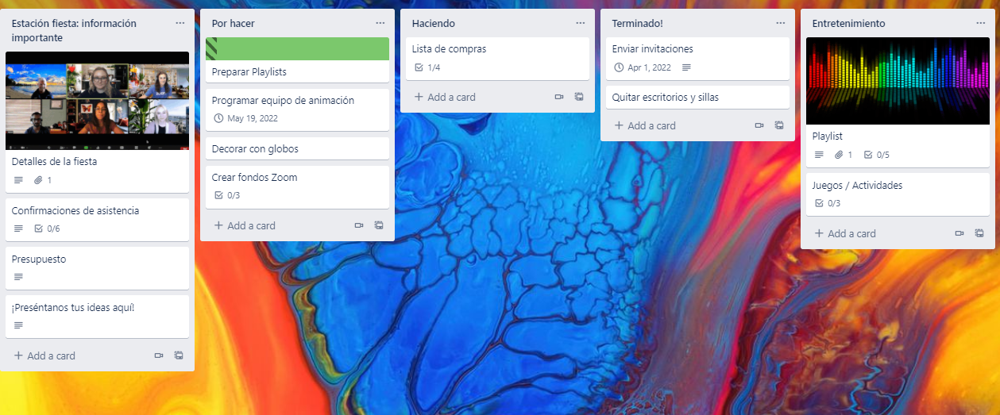 Estación fiesta: información
importante
Detalles de la fiesta
1
Confirmaciones de asistencia
0/6
Presupuesto
¡Preséntanos tus ideas aquí!
+ Add a card
Por hacer
Preparar Playlists
Programar equipo de animación
May 19, 2022
Decorar con globos
Crear fondos Zoom
0/3
+ Add a card
Haciendo
Lista de compras
1/4
+ Add a card
Terminado!
Enviar invitaciones
Apr 1, 2022
Quitar escritorios y sillas
+ Add a card
Entretenimiento
Playlist
1 0/5
Juegos / Actividades
0/3
+ Add a card